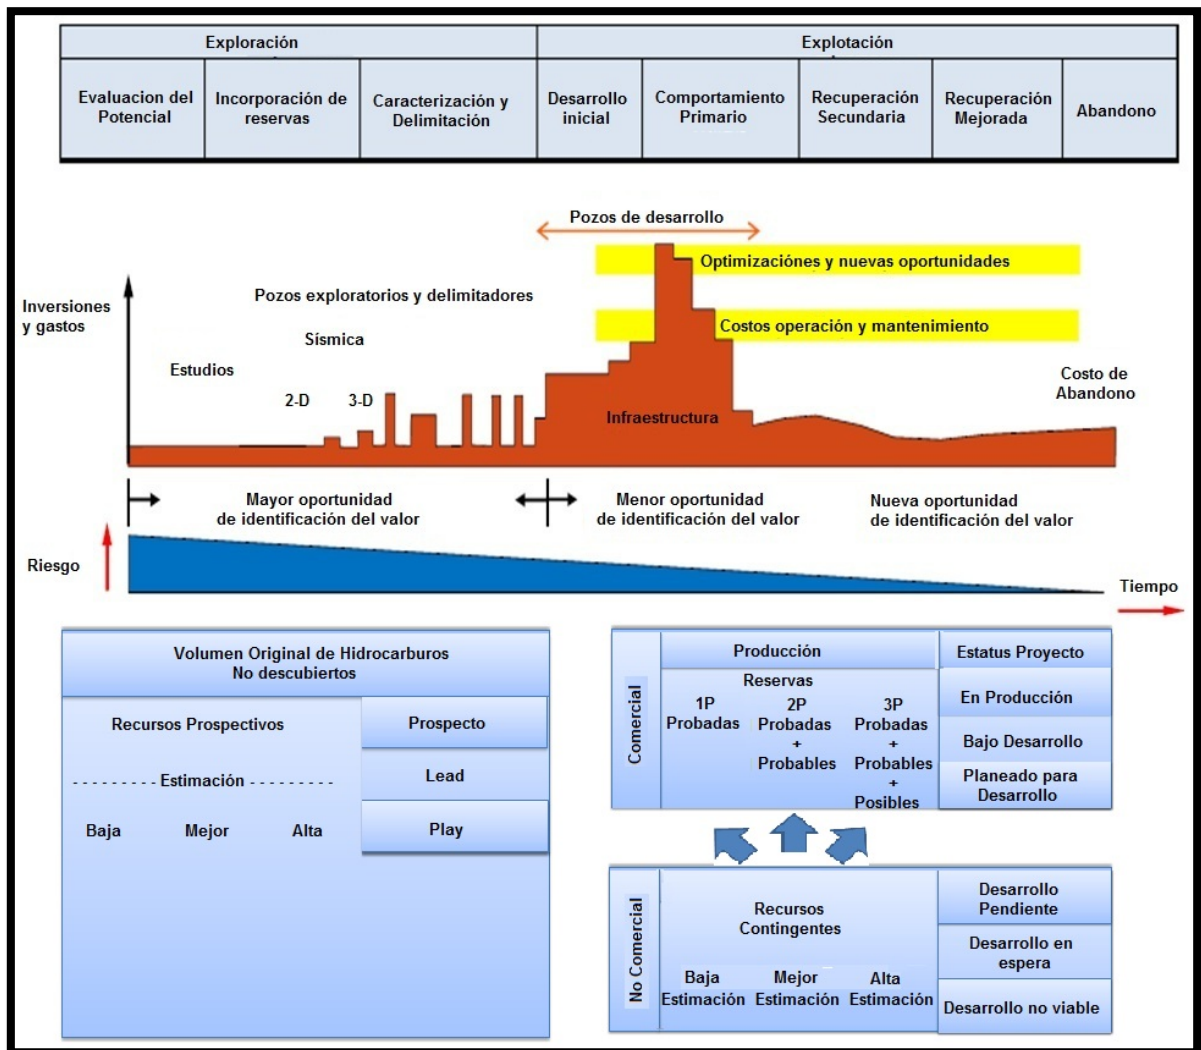 Exploración
Explotación
Evaluacion del
Potencial
Incorporación de
reservas
Caracterización y
Delimitación
Desarrollo
inicial
Comportamiento
Primario
Recuperación
Secundaria
Recuperación
Mejorada
Abandono
Pozos de desarrollo
Optimizaciónes y nuevas oportunidades
Pozos exploratorios y delimitadores
Inversiones
y gastos
Costos operación y mantenimiento
Sísmica
Estudios
2-D
3-D
Costo de
Abandono
Infraestructura
Mayor oportunidad
de identificación del valor
Menor oportunidad
de identificación del valor
Nueva oportunidad
de identificación del valor
Riesgo
Tiempo
Volumen Original de Hidrocarburos
No descubiertos
Recursos Prospectivos
Prospecto
- - - - - - - - - Estimación - - - - - - - - -
Lead
Baja
Mejor
Alta
Play
Comercial
Producción
Estatus Proyecto
Reservas
1P
Probadas
2P
Probadas
+
Probables
3P
Probadas
+
Probables
+
Posibles
En Producción
Bajo Desarrollo
Planeado para
Desarrollo
No Comercial
Recursos
Contingentes
Baja
Estimación
Mejor
Estimación
Alta
Estimación
Desarrollo
Pendiente
Desarrollo en
espera
Desarrollo no viable